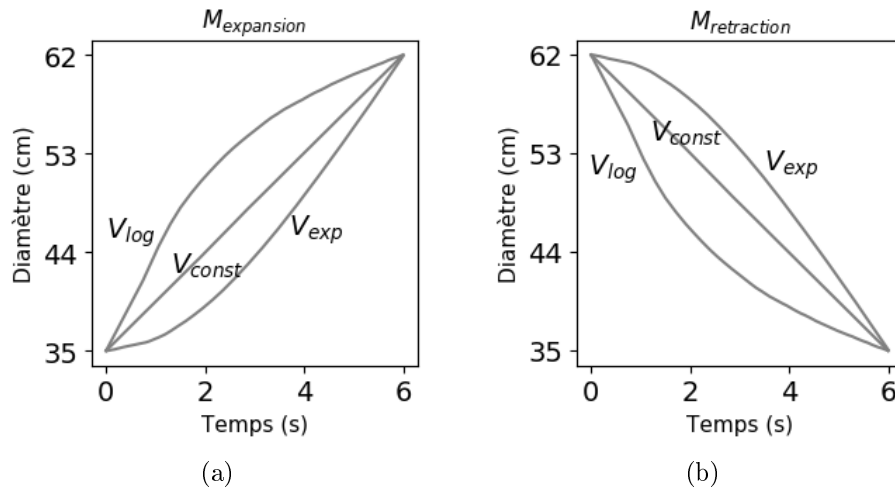 M_expansion
Diamètre (cm)
62
53
44
35
V_log
V_const
V_exp
0 2 4 6
Temps (s)
(a)
M_retraction
Diamètre (cm)
62
53
44
35
V_const
V_log
V_exp
0 2 4 6
Temps (s)
(b)